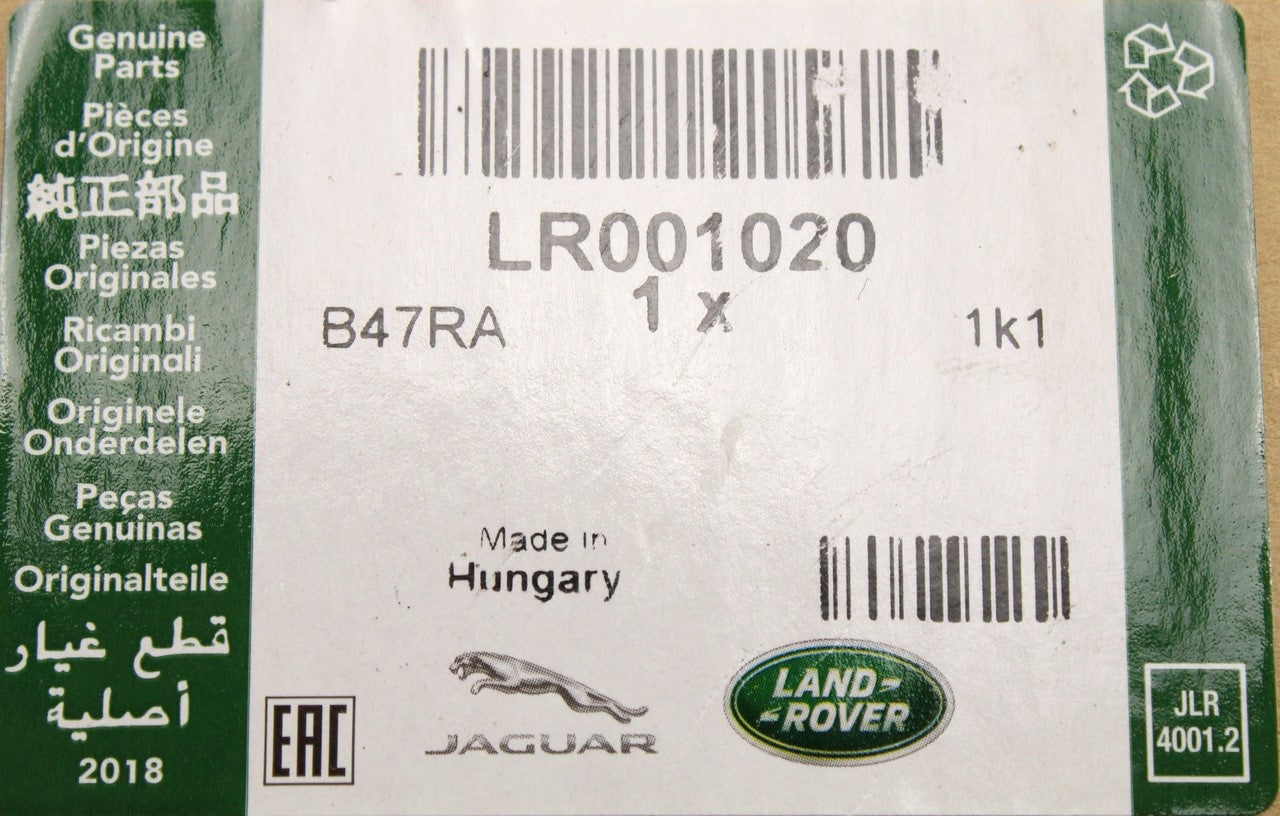 Genuine
Parts
Pièces
d'Origine
純正部品
Piezas
Originales
Ricambi
Originali
Originele
Onderdelen
Peças
Genuinas
Originalteile
قطع غيار
أصلية
2018
LR001020
1 x
B47RA
1k1
Made in
Hungary
EAC
JAGUAR
LAND-
-ROVER
JLR
4001.2